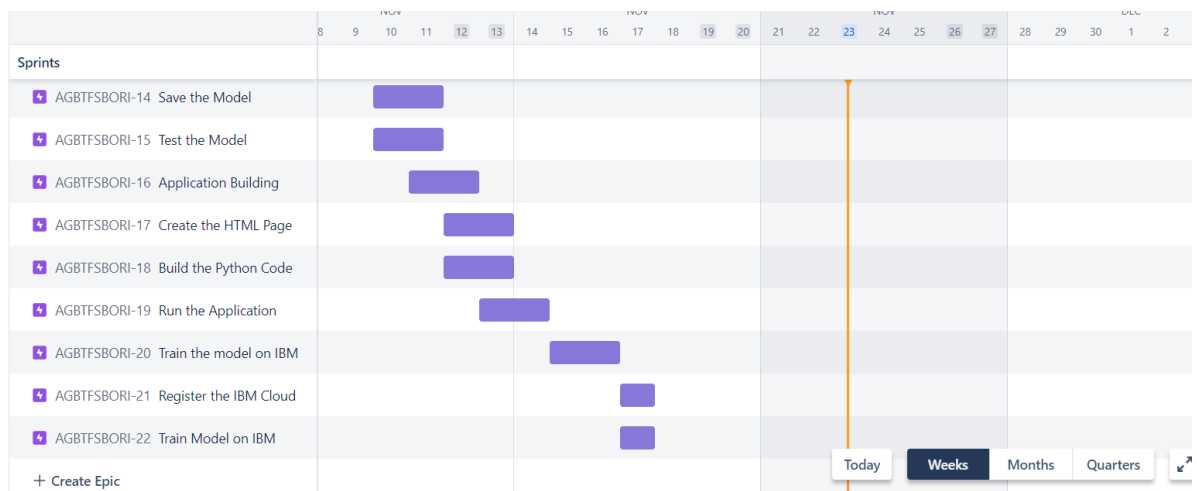 NOV NOV NOV DEC
8 9 10 11 12 13 14 15 16 17 18 19 20 21 22 23 24 25 26 27 28 29 30 1 2
Sprints
AGBTFSBORI-14 Save the Model
AGBTFSBORI-15 Test the Model
AGBTFSBORI-16 Application Building
AGBTFSBORI-17 Create the HTML Page
AGBTFSBORI-18 Build the Python Code
AGBTFSBORI-19 Run the Application
AGBTFSBORI-20 Train the model on IBM
AGBTFSBORI-21 Register the IBM Cloud
AGBTFSBORI-22 Train Model on IBM
Today Weeks Months Quarters
+ Create Epic